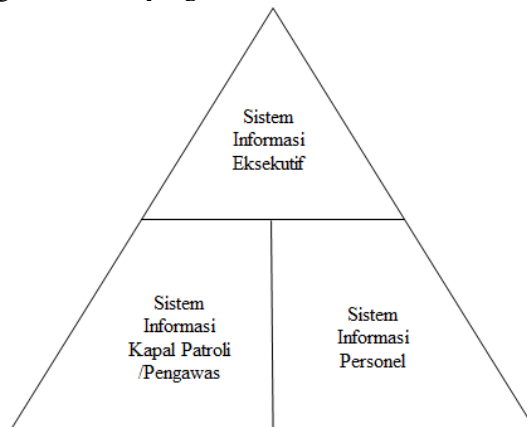 Sistem
Informasi
Eksekutif
Sistem
Informasi
Kapal Patroli
/Pengawas
Sistem
Informasi
Personel